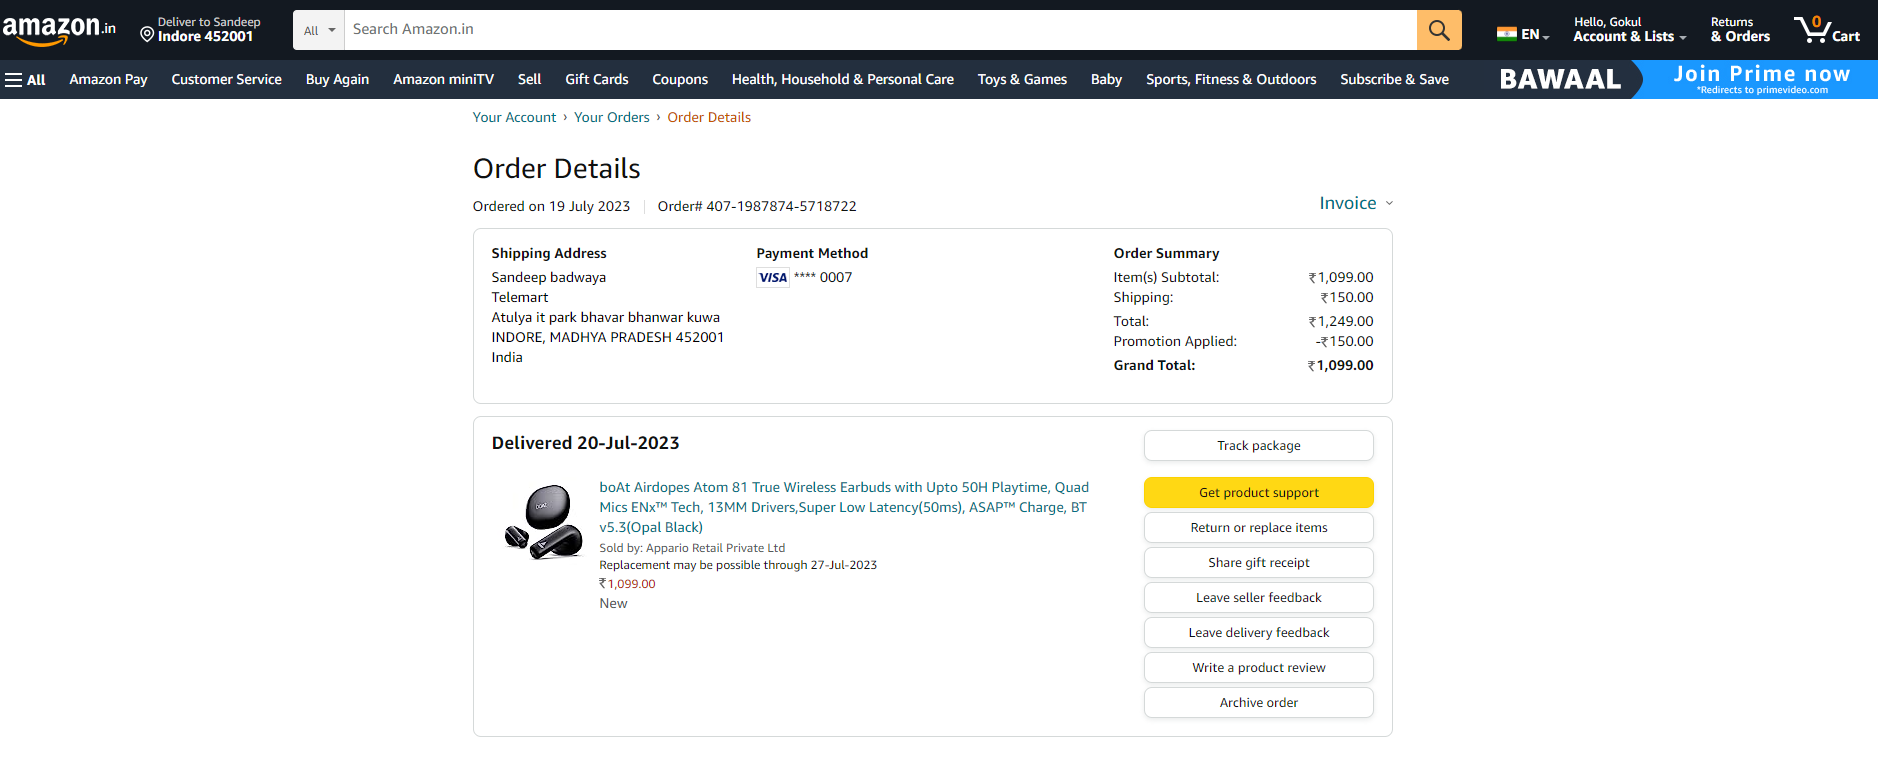 amazon.in
Deliver to Sandeep
Indore 452001
All
Search Amazon.in
EN
Hello, Gokul
Account & Lists
Returns
& Orders
0
Cart
All
Amazon Pay
Customer Service
Buy Again
Amazon miniTV
Sell
Gift Cards
Coupons
Health, Household & Personal Care
Toys & Games
Baby
Sports, Fitness & Outdoors
Subscribe & Save
BAWAAL
Join Prime now
*Redirects to primevideo.com
Your Account › Your Orders › Order Details
Order Details
Ordered on 19 July 2023
Order# 407-1987874-5718722
Invoice
Shipping Address
Sandeep badwaya
Telemart
Atulya it park bhavar bhanwar kuwa
INDORE, MADHYA PRADESH 452001
India
Payment Method
VISA **** 0007
Order Summary
Item(s) Subtotal: ₹1,099.00
Shipping: ₹150.00
Total: ₹1,249.00
Promotion Applied: -₹150.00
Grand Total: ₹1,099.00
Delivered 20-Jul-2023
boAt Airdopes Atom 81 True Wireless Earbuds with Upto 50H Playtime, Quad
Mics ENx™ Tech, 13MM Drivers,Super Low Latency(50ms), ASAP™ Charge, BT
v5.3(Opal Black)
Sold by: Appario Retail Private Ltd
Replacement may be possible through 27-Jul-2023
₹1,099.00
New
Track package
Get product support
Return or replace items
Share gift receipt
Leave seller feedback
Leave delivery feedback
Write a product review
Archive order